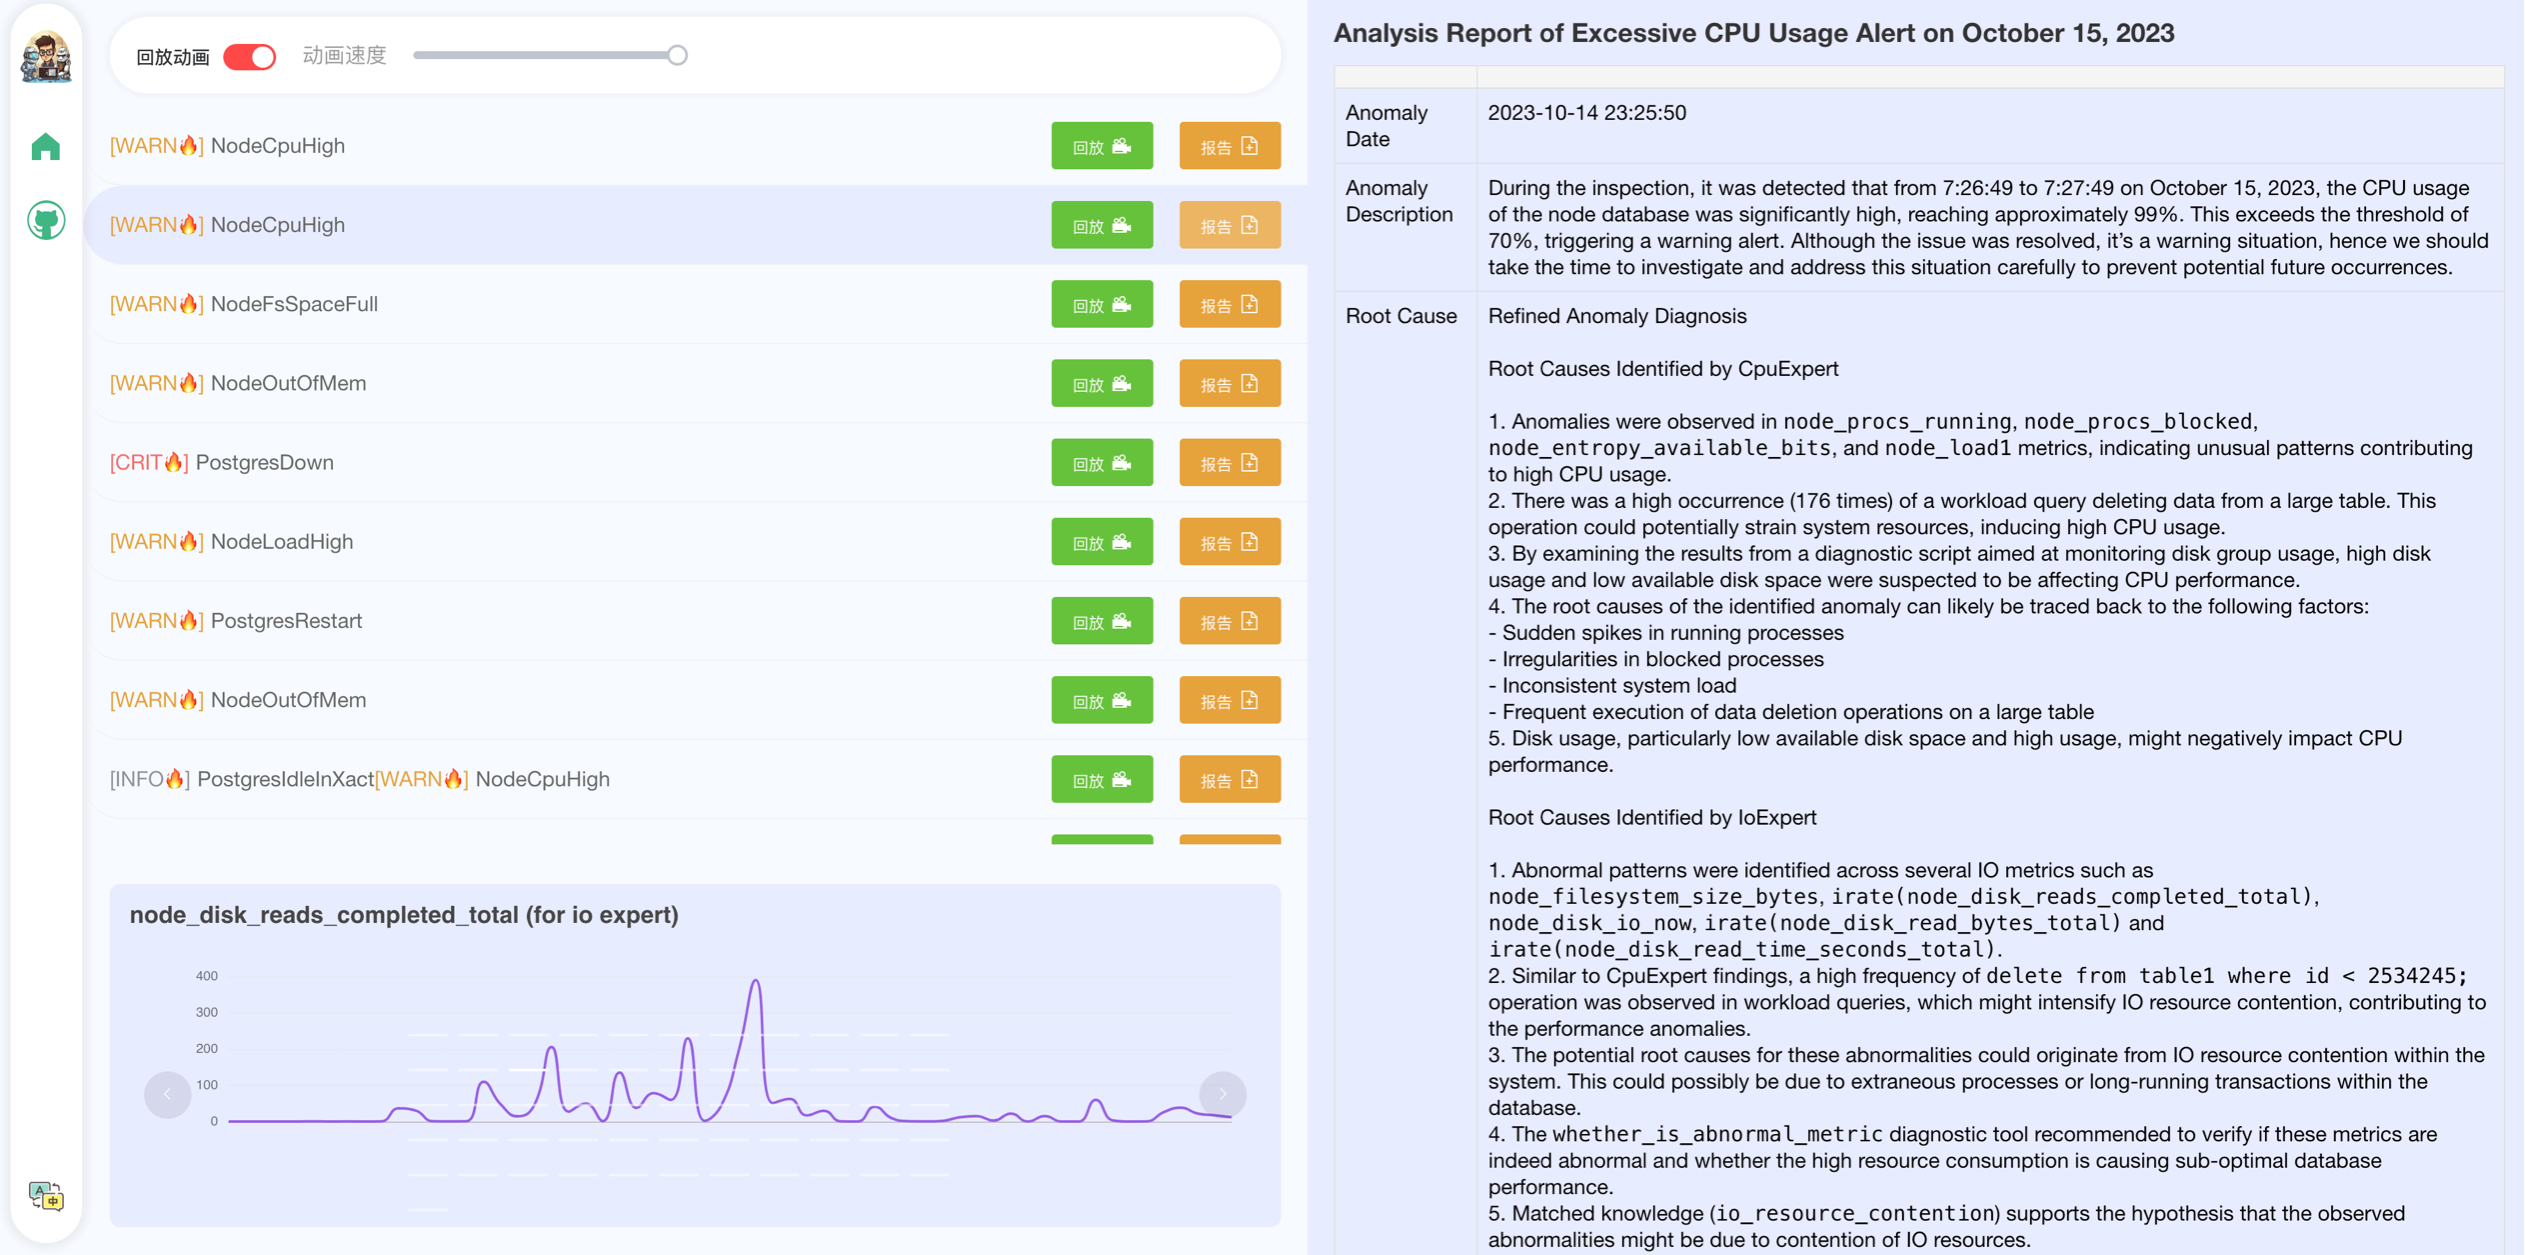 回放动画 动画速度
[WARN🔥] NodeCpuHigh 回放 报告
[WARN🔥] NodeCpuHigh 回放 报告
[WARN🔥] NodeFsSpaceFull 回放 报告
[WARN🔥] NodeOutOfMem 回放 报告
[CRIT🔥] PostgresDown 回放 报告
[WARN🔥] NodeLoadHigh 回放 报告
[WARN🔥] PostgresRestart 回放 报告
[WARN🔥] NodeOutOfMem 回放 报告
[INFO🔥] PostgresIdleInXact[WARN🔥] NodeCpuHigh 回放 报告
node_disk_reads_completed_total (for io expert)
400
300
200
100
0
A 中
Analysis Report of Excessive CPU Usage Alert on October 15, 2023
Anomaly
Date
2023-10-14 23:25:50
Anomaly
Description
During the inspection, it was detected that from 7:26:49 to 7:27:49 on October 15, 2023, the CPU usage
of the node database was significantly high, reaching approximately 99%. This exceeds the threshold of
70%, triggering a warning alert. Although the issue was resolved, it’s a warning situation, hence we should
take the time to investigate and address this situation carefully to prevent potential future occurrences.
Root Cause
Refined Anomaly Diagnosis
Root Causes Identified by CpuExpert
1. Anomalies were observed in node_procs_running, node_procs_blocked,
node_entropy_available_bits, and node_load1 metrics, indicating unusual patterns contributing
to high CPU usage.
2. There was a high occurrence (176 times) of a workload query deleting data from a large table. This
operation could potentially strain system resources, inducing high CPU usage.
3. By examining the results from a diagnostic script aimed at monitoring disk group usage, high disk
usage and low available disk space were suspected to be affecting CPU performance.
4. The root causes of the identified anomaly can likely be traced back to the following factors:
- Sudden spikes in running processes
- Irregularities in blocked processes
- Inconsistent system load
- Frequent execution of data deletion operations on a large table
5. Disk usage, particularly low available disk space and high usage, might negatively impact CPU
performance.
Root Causes Identified by IoExpert
1. Abnormal patterns were identified across several IO metrics such as
node_filesystem_size_bytes, irate(node_disk_reads_completed_total),
node_disk_io_now, irate(node_disk_read_bytes_total) and
irate(node_disk_read_time_seconds_total).
2. Similar to CpuExpert findings, a high frequency of delete from table1 where id < 2534245;
operation was observed in workload queries, which might intensify IO resource contention, contributing to
the performance anomalies.
3. The potential root causes for these abnormalities could originate from IO resource contention within the
system. This could possibly be due to extraneous processes or long-running transactions within the
database.
4. The whether_is_abnormal_metric diagnostic tool recommended to verify if these metrics are
indeed abnormal and whether the high resource consumption is causing sub-optimal database
performance.
5. Matched knowledge (io_resource_contention) supports the hypothesis that the observed
abnormalities might be due to contention of IO resources.